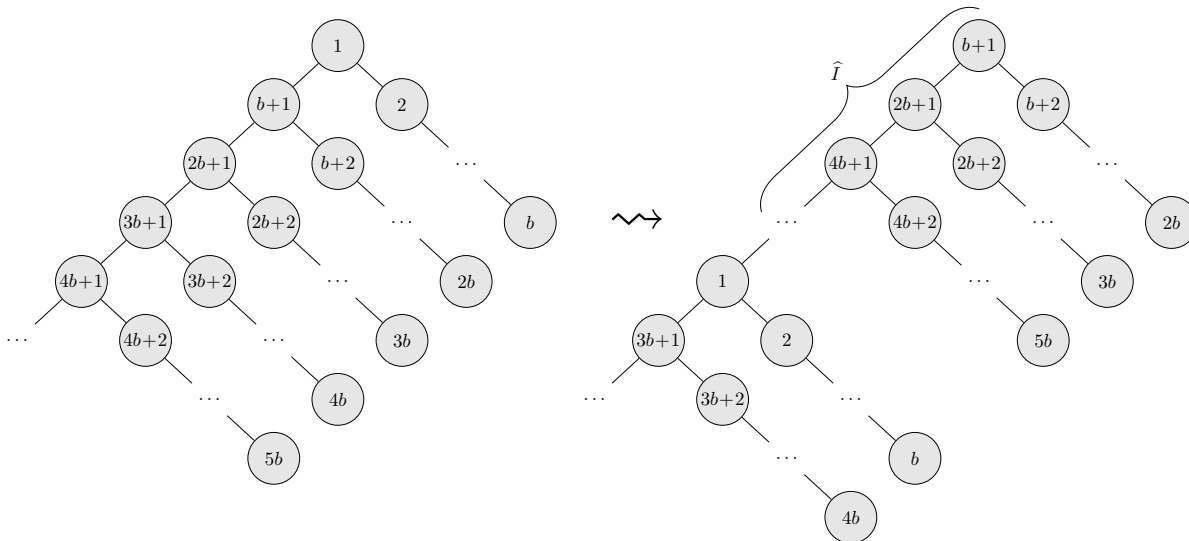 1
b+1 2
2b+1 b+2 ...
3b+1 2b+2 ... b
4b+1 3b+2 ... 2b
... 4b+2 ... 3b
... 4b
5b
⇝
b+1
Î
2b+1 b+2
4b+1 2b+2 ...
... 4b+2 ... 2b
1 ... 3b
3b+1 2 5b
... 3b+2 ...
... b
4b